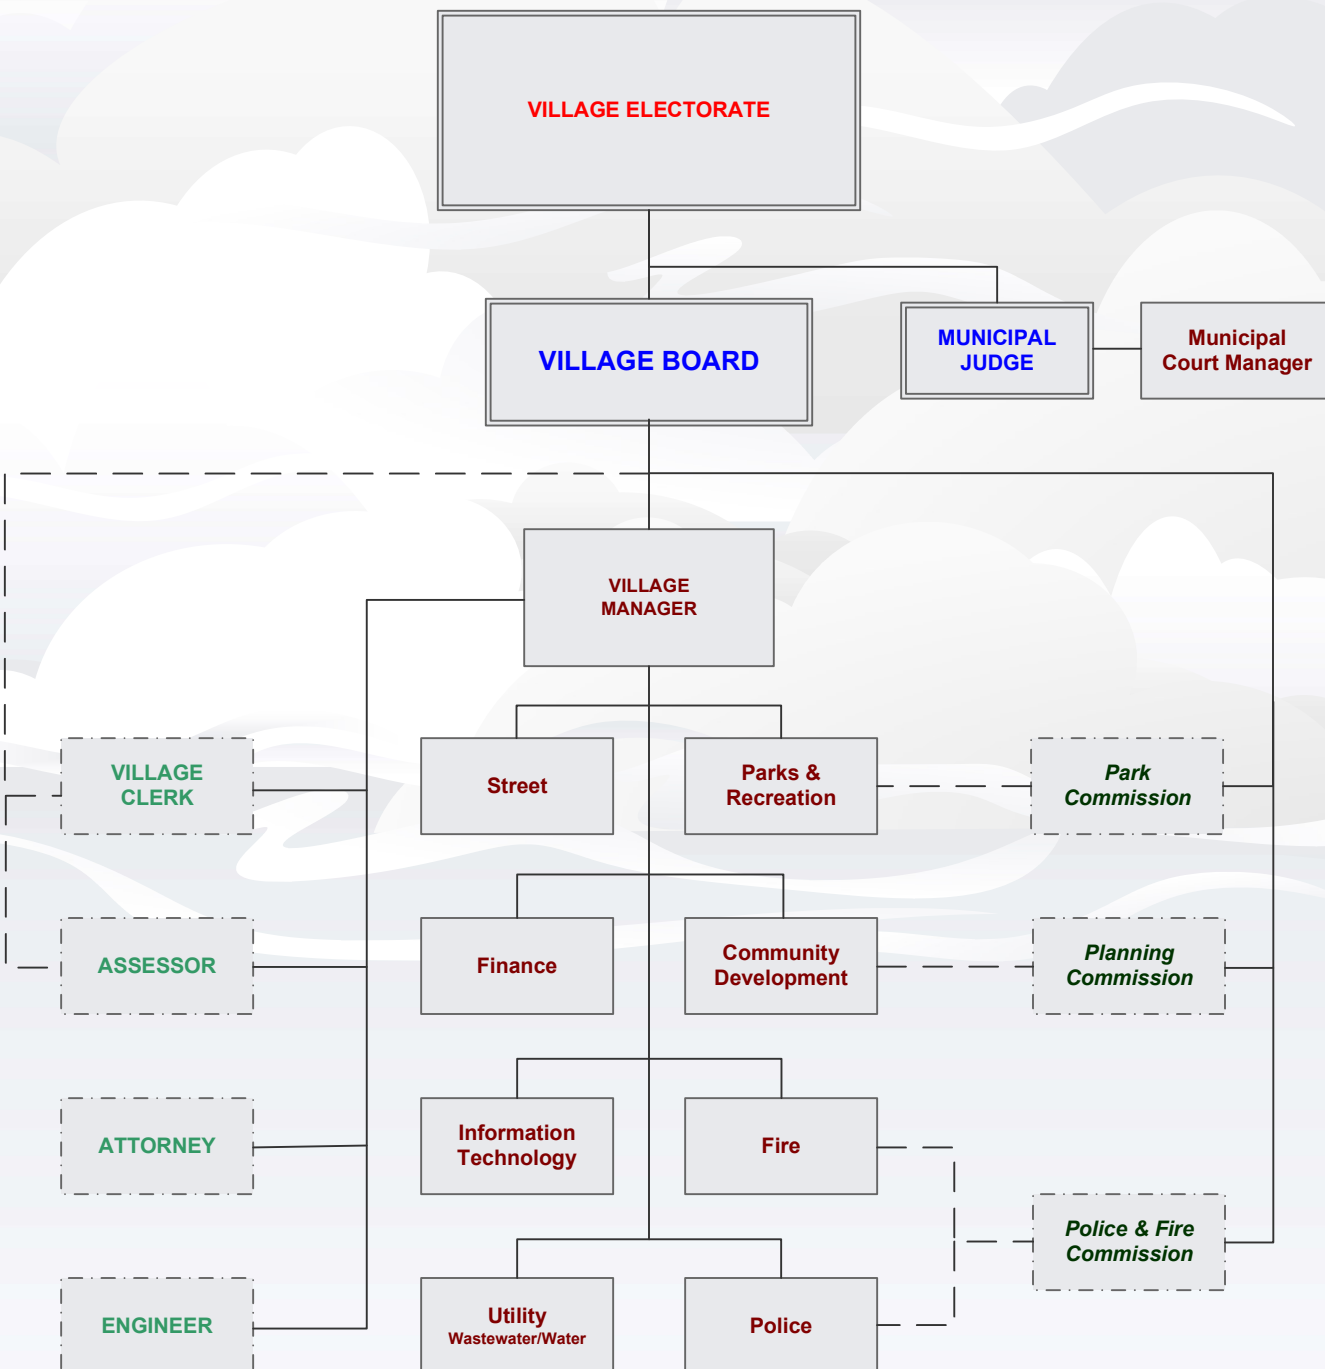 VILLAGE ELECTORATE
VILLAGE BOARD
MUNICIPAL
JUDGE
Municipal
Court Manager
VILLAGE
MANAGER
VILLAGE
CLERK
Street
Parks &
Recreation
Park
Commission
ASSESSOR
Finance
Community
Development
Planning
Commission
ATTORNEY
Information
Technology
Fire
Police & Fire
Commission
ENGINEER
Utility
Wastewater/Water
Police